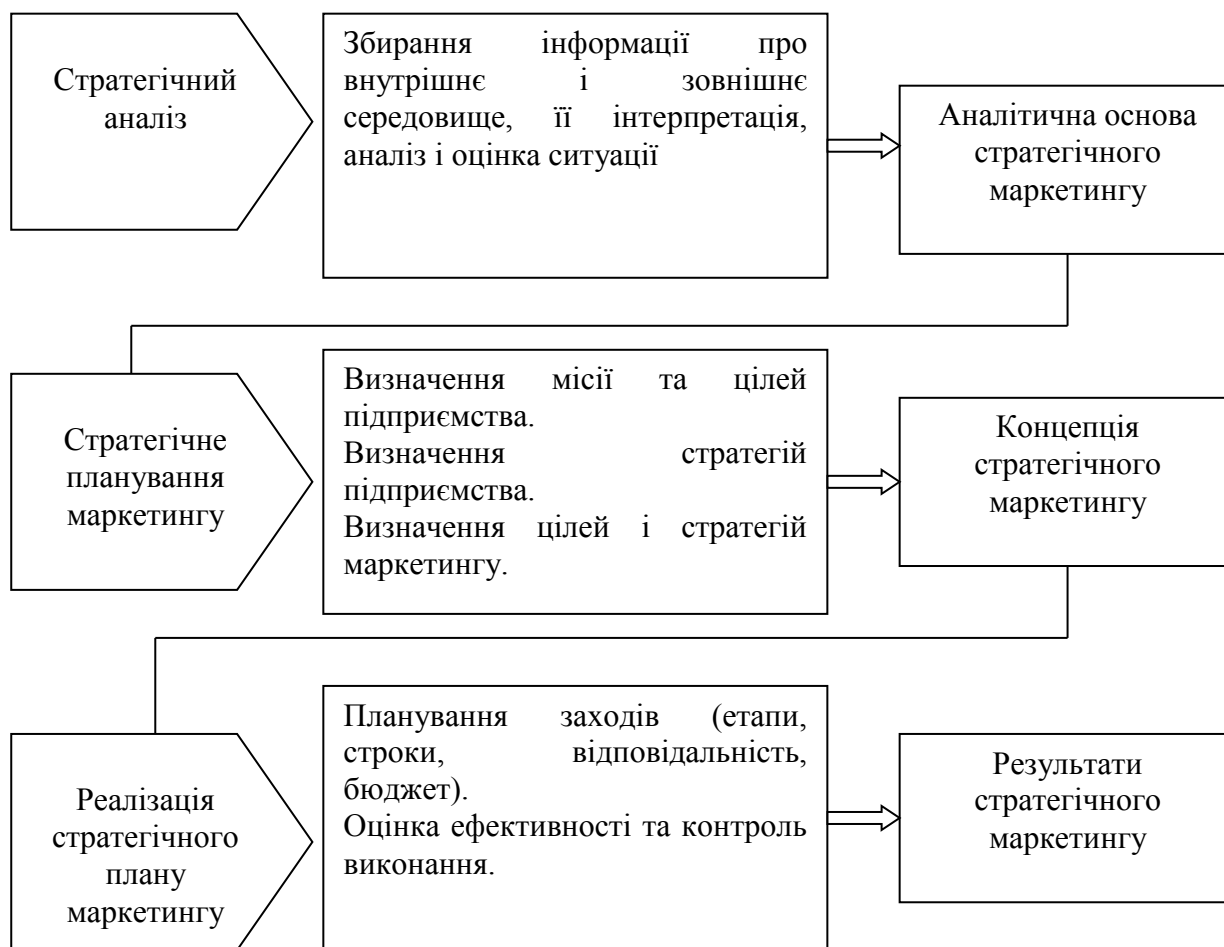 Стратегічний
аналіз
Збирання інформації про
внутрішнє і зовнішнє
середовище, її інтерпретація,
аналіз і оцінка ситуації
Аналітична основа
стратегічного
маркетингу
Стратегічне
планування
маркетингу
Визначення місії та цілей
підприємства.
Визначення стратегій
підприємства.
Визначення цілей і стратегій
маркетингу.
Концепція
стратегічного
маркетингу
Реалізація
стратегічного
плану
маркетингу
Планування заходів (етапи,
строки, відповідальність,
бюджет).
Оцінка ефективності та контроль
виконання.
Результати
стратегічного
маркетингу